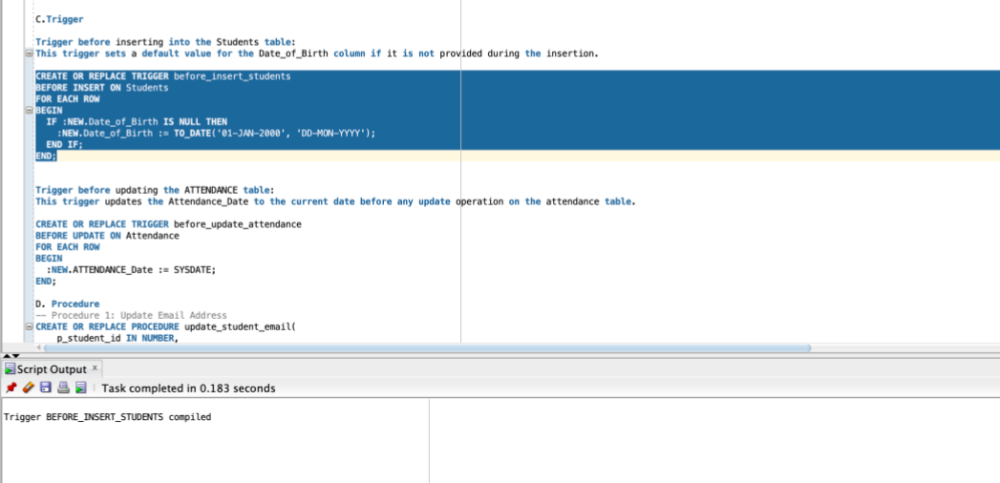 C.Trigger
Trigger before inserting into the Students table:
This trigger sets a default value for the Date_of_Birth column if it is not provided during the insertion.
CREATE OR REPLACE TRIGGER before_insert_students
BEFORE INSERT ON Students
FOR EACH ROW
BEGIN
IF :NEW.Date_of_Birth IS NULL THEN
:NEW.Date_of_Birth := TO_DATE('01-JAN-2000', 'DD-MON-YYYY');
END IF;
END;
Trigger before updating the ATTENDANCE table:
This trigger updates the Attendance_Date to the current date before any update operation on the attendance table.
CREATE OR REPLACE TRIGGER before_update_attendance
BEFORE UPDATE ON Attendance
FOR EACH ROW
BEGIN
:NEW.ATTENDANCE_Date := SYSDATE;
END;
D. Procedure
-- Procedure 1: Update Email Address
CREATE OR REPLACE PROCEDURE update_student_email(
p_student_id IN NUMBER,
Script Output ×
Task completed in 0.183 seconds
Trigger BEFORE_INSERT_STUDENTS compiled